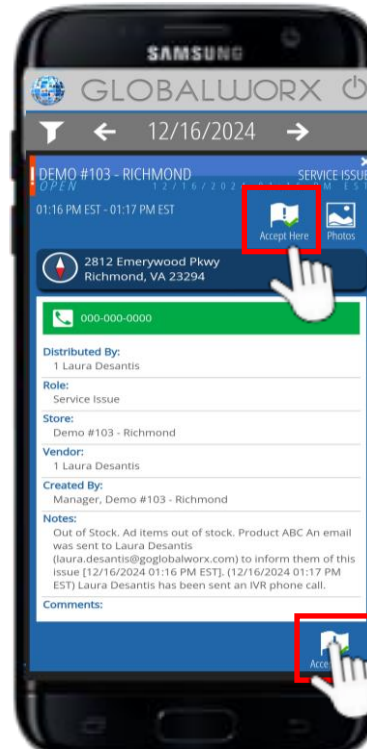 SAMSUNG
GLOBALWORX
12/16/2024
DEMO #103 - RICHMOND SERVICE ISSUE
OPEN 12/16/2024 EST
01:16 PM EST - 01:17 PM EST
Accept Here Photos
2812 Emerywood Pkwy
Richmond, VA 23294
000-000-0000
Distributed By:
1 Laura Desantis
Role:
Service Issue
Store:
Demo #103 - Richmond
Vendor:
1 Laura Desantis
Created By:
Manager, Demo #103 - Richmond
Notes:
Out of Stock. Ad items out of stock. Product ABC An email
was sent to Laura Desantis
(laura.desantis@goglobalworx.com) to inform them of this
issue [12/16/2024 01:16 PM EST]. (12/16/2024 01:17 PM
EST) Laura Desantis has been sent an IVR phone call.
Comments: